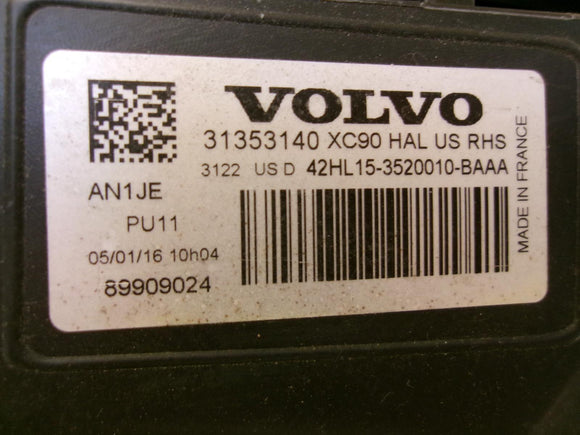 VOLVO
31353140 XC90 HAL US RHS
3122 US D 42HL15-3520010-BAAA
AN1JE
PU11
05/01/16 10h04
89909024
MADE IN FRANCE